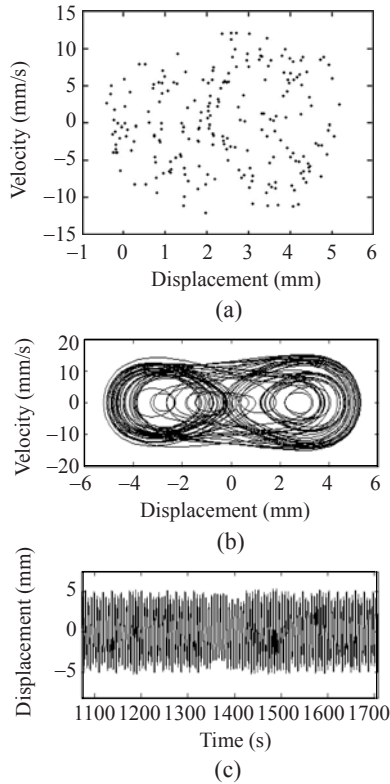 15
10
5
0
−5
−10
−15
Velocity (mm/s)
−1 0 1 2 3 4 5 6
Displacement (mm)
(a)
20
10
0
−10
−20
Velocity (mm/s)
−6 −4 −2 0 2 4 6
Displacement (mm)
(b)
5
0
−5
Displacement (mm)
1100 1200 1300 1400 1500 1600 1700
Time (s)
(c)